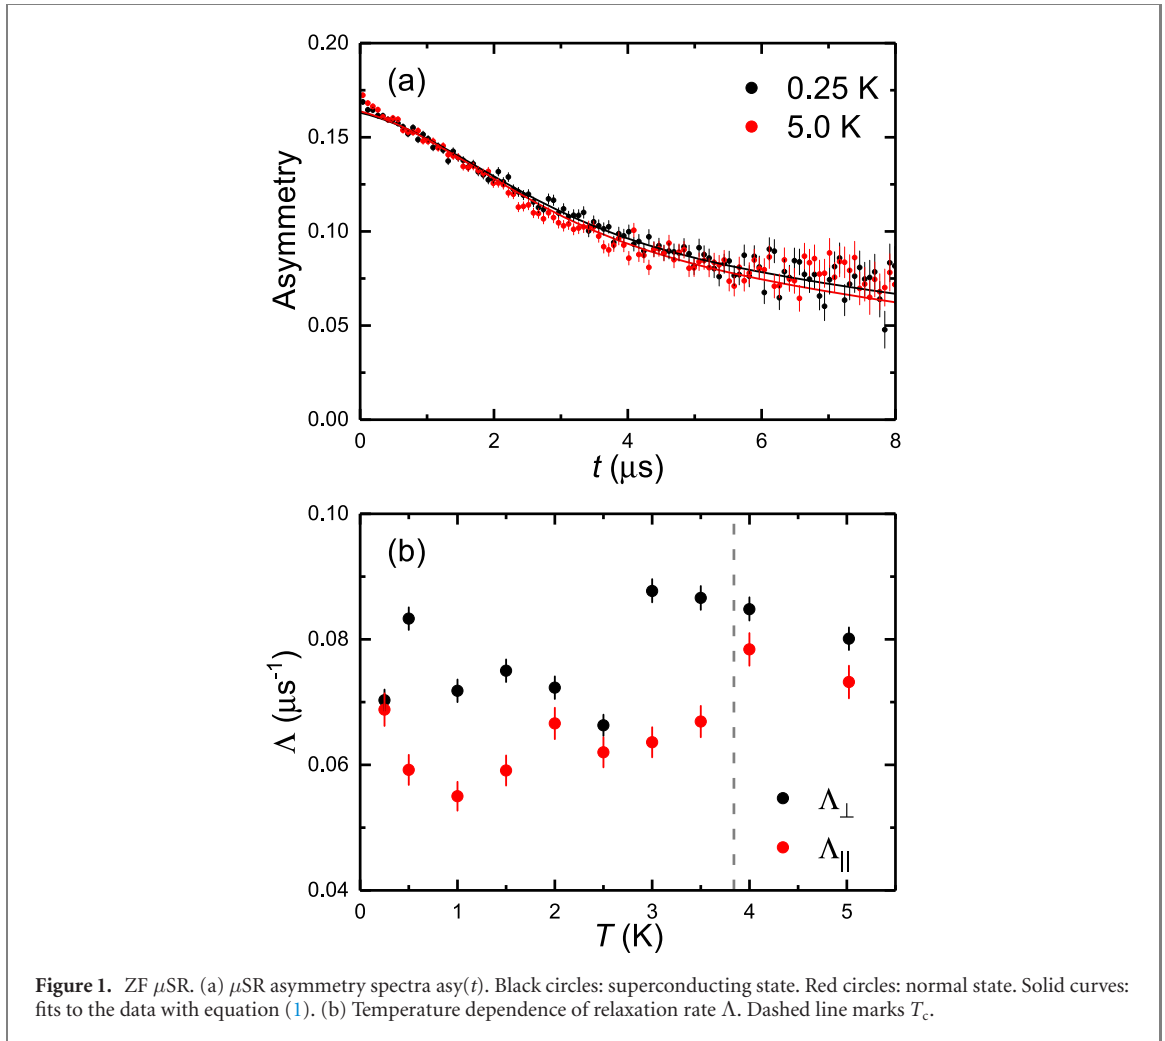 (a)
0.25 K
5.0 K
0.20
0.15
0.10
0.05
0.00
Asymmetry
0 2 4 6 8
t (μs)
(b)
0.10
0.08
0.06
0.04
Λ (μs⁻¹)
Λ⊥
Λ||
0 1 2 3 4 5
T (K)
Figure 1. ZF μSR. (a) μSR asymmetry spectra asy(t). Black circles: superconducting state. Red circles: normal state. Solid curves:
fits to the data with equation (1). (b) Temperature dependence of relaxation rate Λ. Dashed line marks Tc.